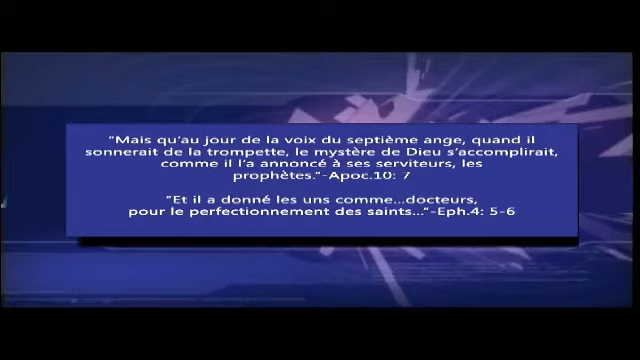 "Mais qu'au jour de la voix du septième ange, quand il
sonnerait de la trompette, le mystère de Dieu s'accomplirait,
comme il l'a annoncé à ses serviteurs, les
prophètes."-Apoc.10: 7
"Et il a donné les uns comme...docteurs,
pour le perfectionnement des saints..."-Eph.4: 5-6